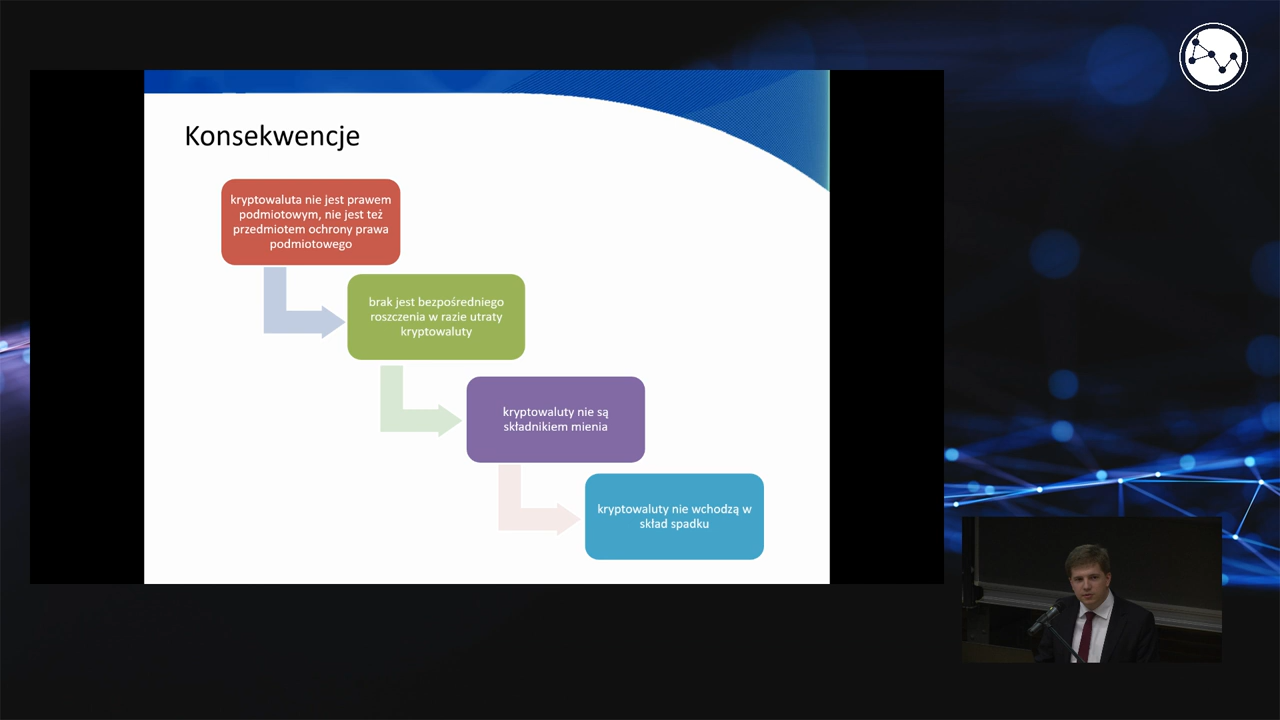 Konsekwencje
kryptowaluta nie jest prawem
podmiotowym, nie jest też
przedmiotem ochrony prawa
podmiotowego
brak jest bezpośredniego
roszczenia w razie utraty
kryptowaluty
kryptowaluty nie są
składnikiem mienia
kryptowaluty nie wchodzą w
skład spadku